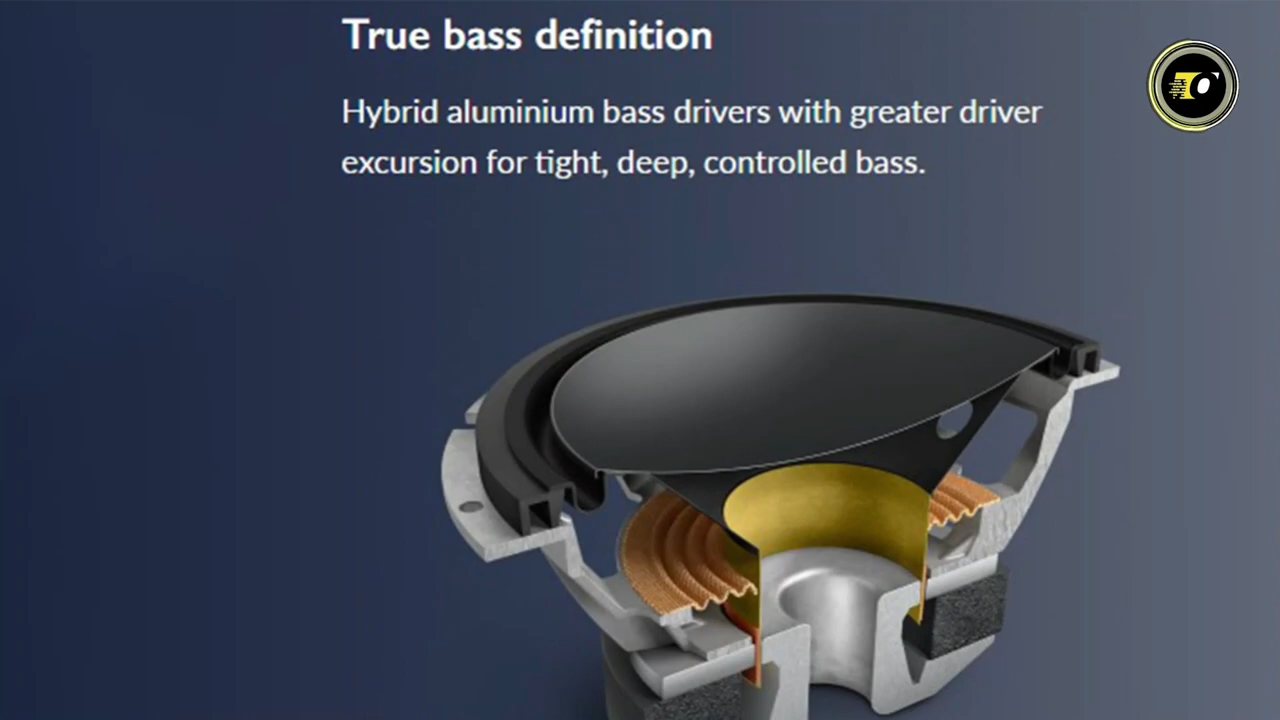 True bass definition
Hybrid aluminium bass drivers with greater driver
excursion for tight, deep, controlled bass.